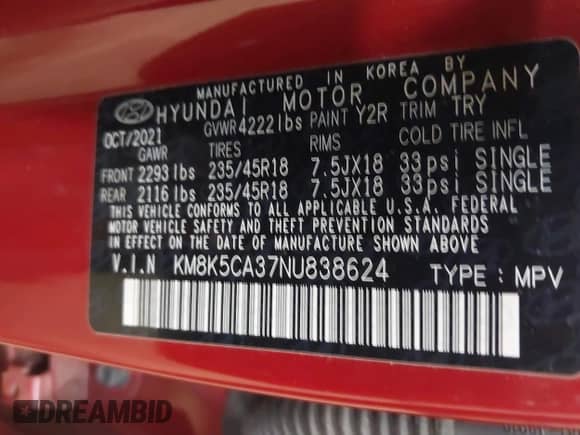 MANUFACTURED IN KOREA BY
HYUNDAI MOTOR COMPANY
OCT/2021 GVWR 4222 lbs PAINT Y2R TRIM TRY
GAWR TIRES RIMS COLD TIRE INFL
FRONT 2293 lbs 235/45R18 7.5JX18 33psi SINGLE
REAR 2116 lbs 235/45R18 7.5JX18 33psi SINGLE
THIS VEHICLE CONFORMS TO ALL APPLICABLE U.S.A. FEDERAL
MOTOR VEHICLE SAFETY AND THEFT PREVENTION STANDARDS
IN EFFECT ON THE DATE OF MANUFACTURE SHOWN ABOVE.
V.I.N KM8K5CA37NU838624 TYPE : MPV
DREAMBID